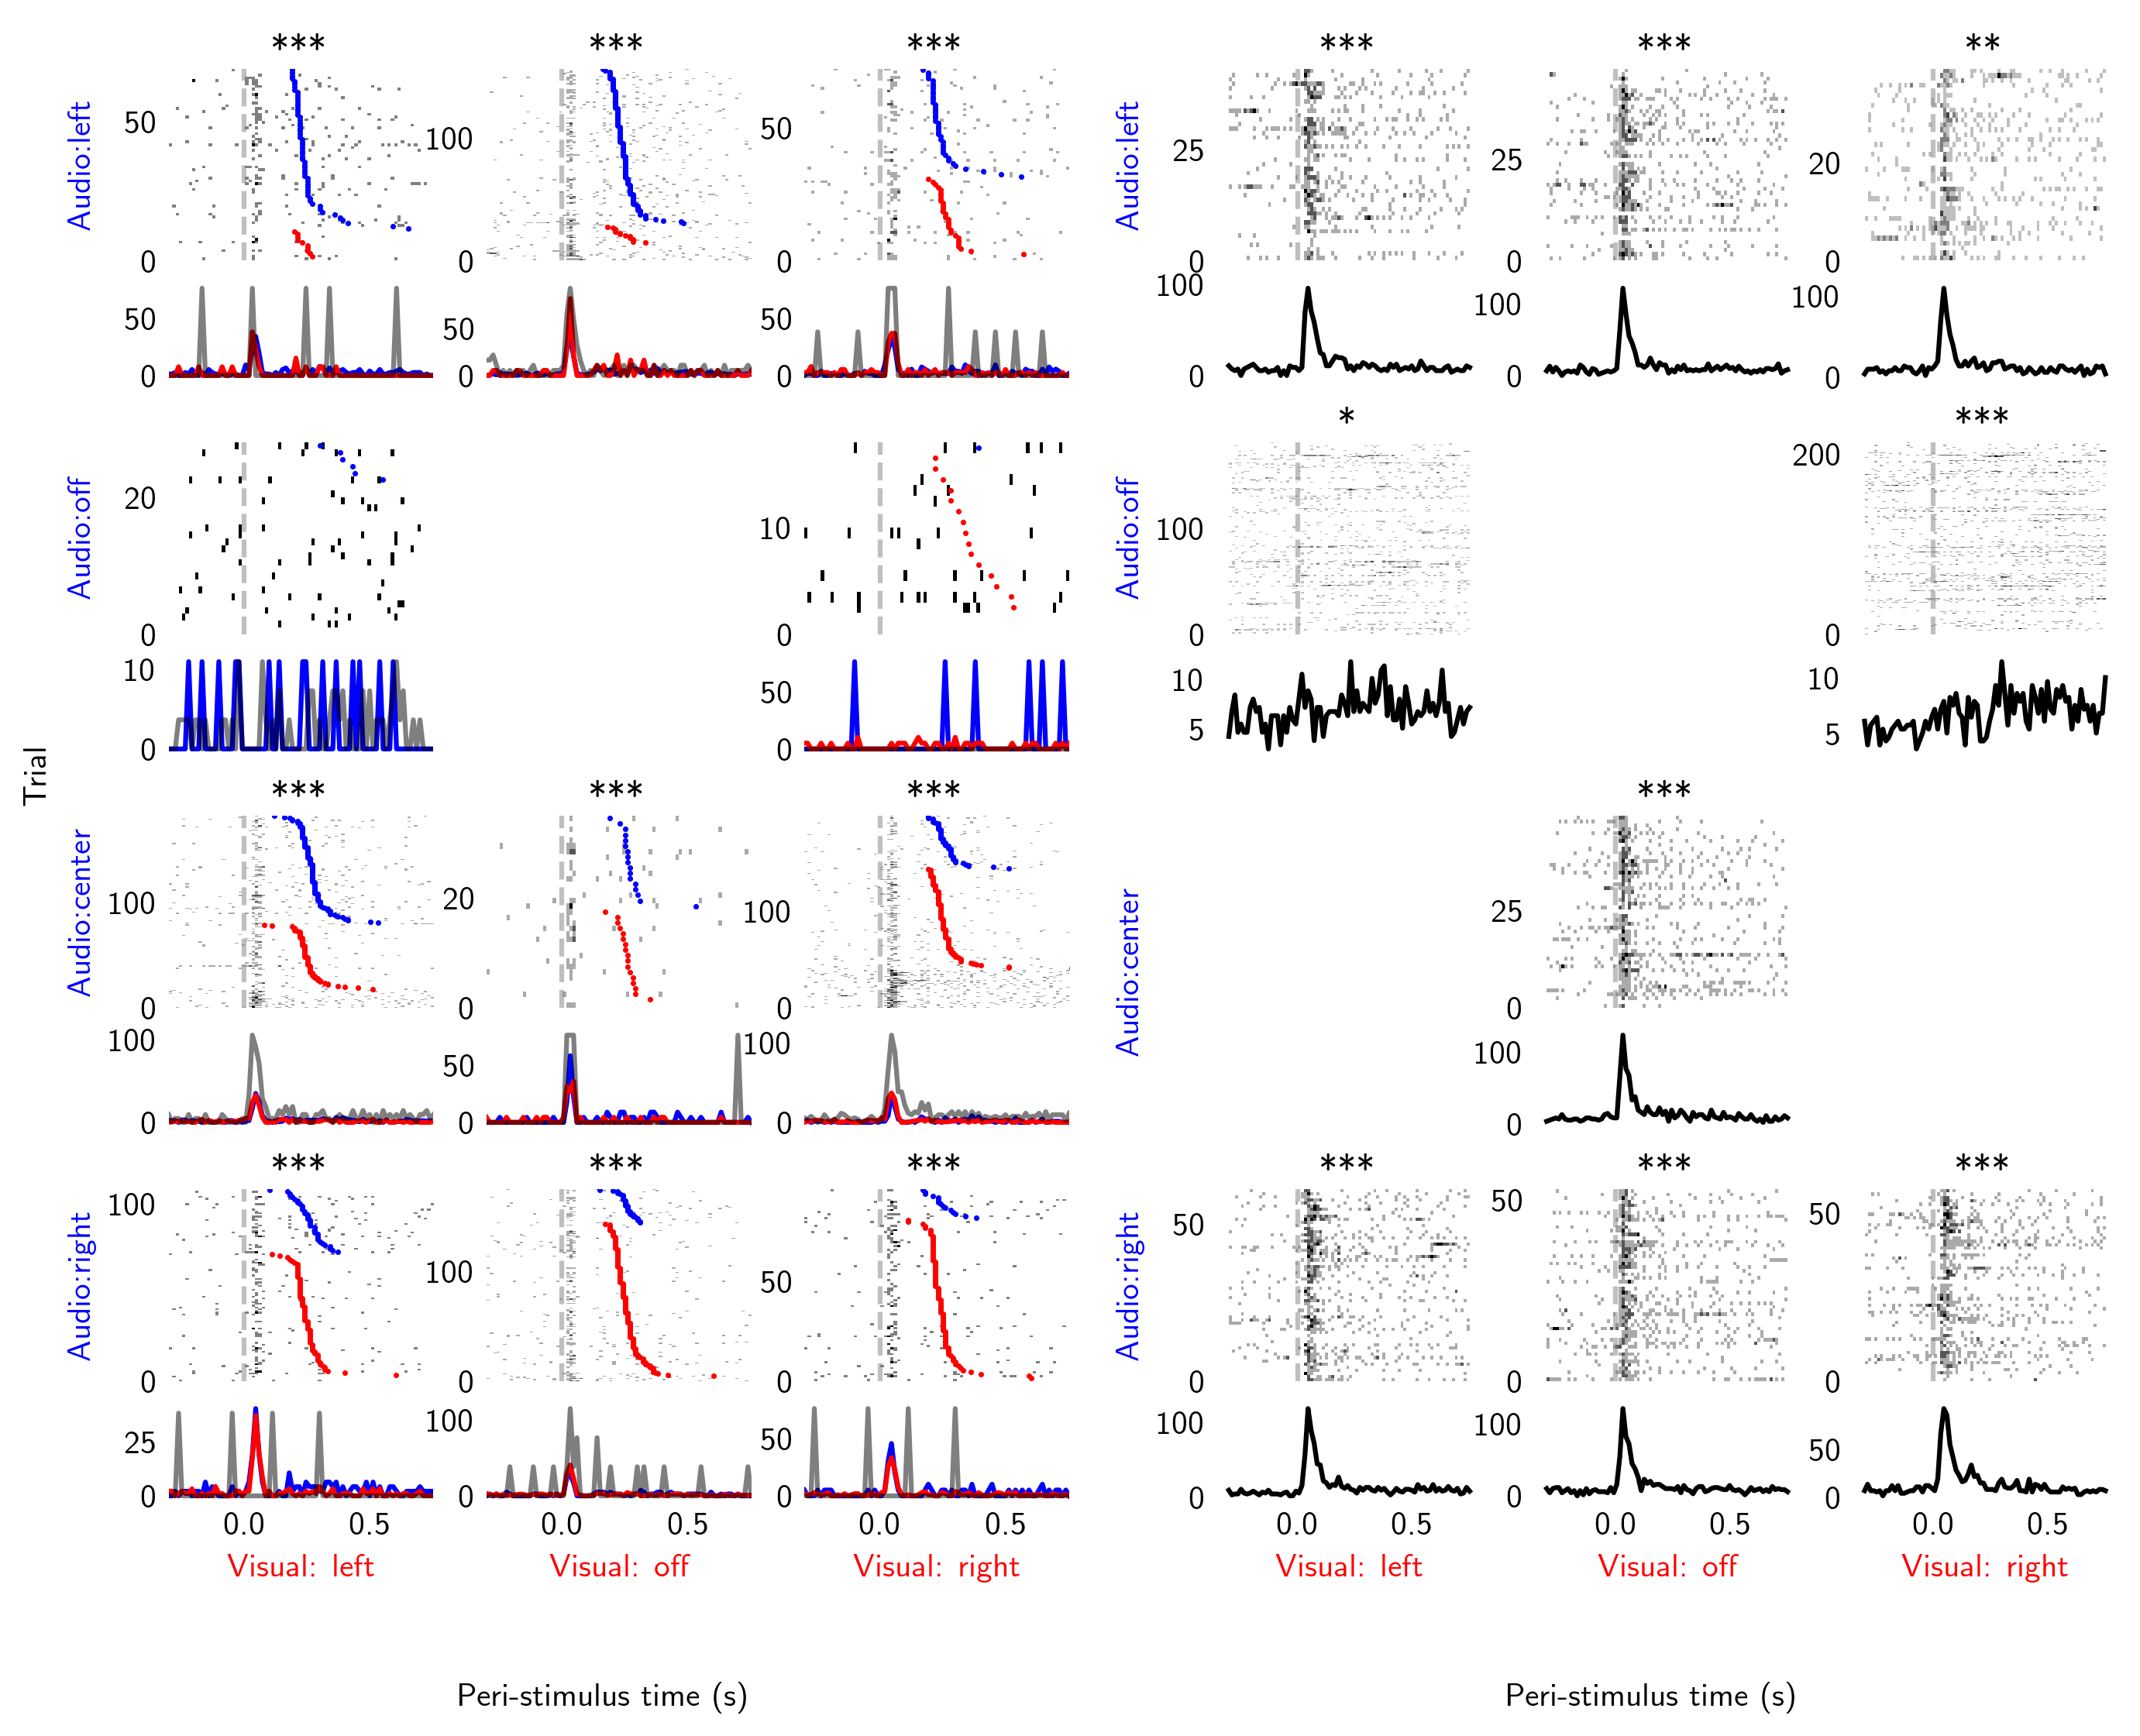 *** *** *** *** *** **
Audio:left 50 0 100 0 50 0 Audio:left 25 0 25 0 20 0
50 0 50 0 50 0 100 0 100 0 100 0
* ***
Audio:off 20 0 10 0 Audio:off 100 0 200 0
10 0 50 0 10 5 10 5
Trial
*** *** *** ***
Audio:center 100 0 20 0 100 0 Audio:center 25 0
100 0 50 0 100 0 100 0
*** *** *** *** *** ***
Audio:right 100 0 100 0 50 0 Audio:right 50 0 50 0 50 0
25 0 100 0 50 0 100 0 100 0 50 0
0.0 0.5 0.0 0.5 0.0 0.5 0.0 0.5 0.0 0.5 0.0 0.5
Visual: left Visual: off Visual: right Visual: left Visual: off Visual: right
Peri-stimulus time (s) Peri-stimulus time (s)